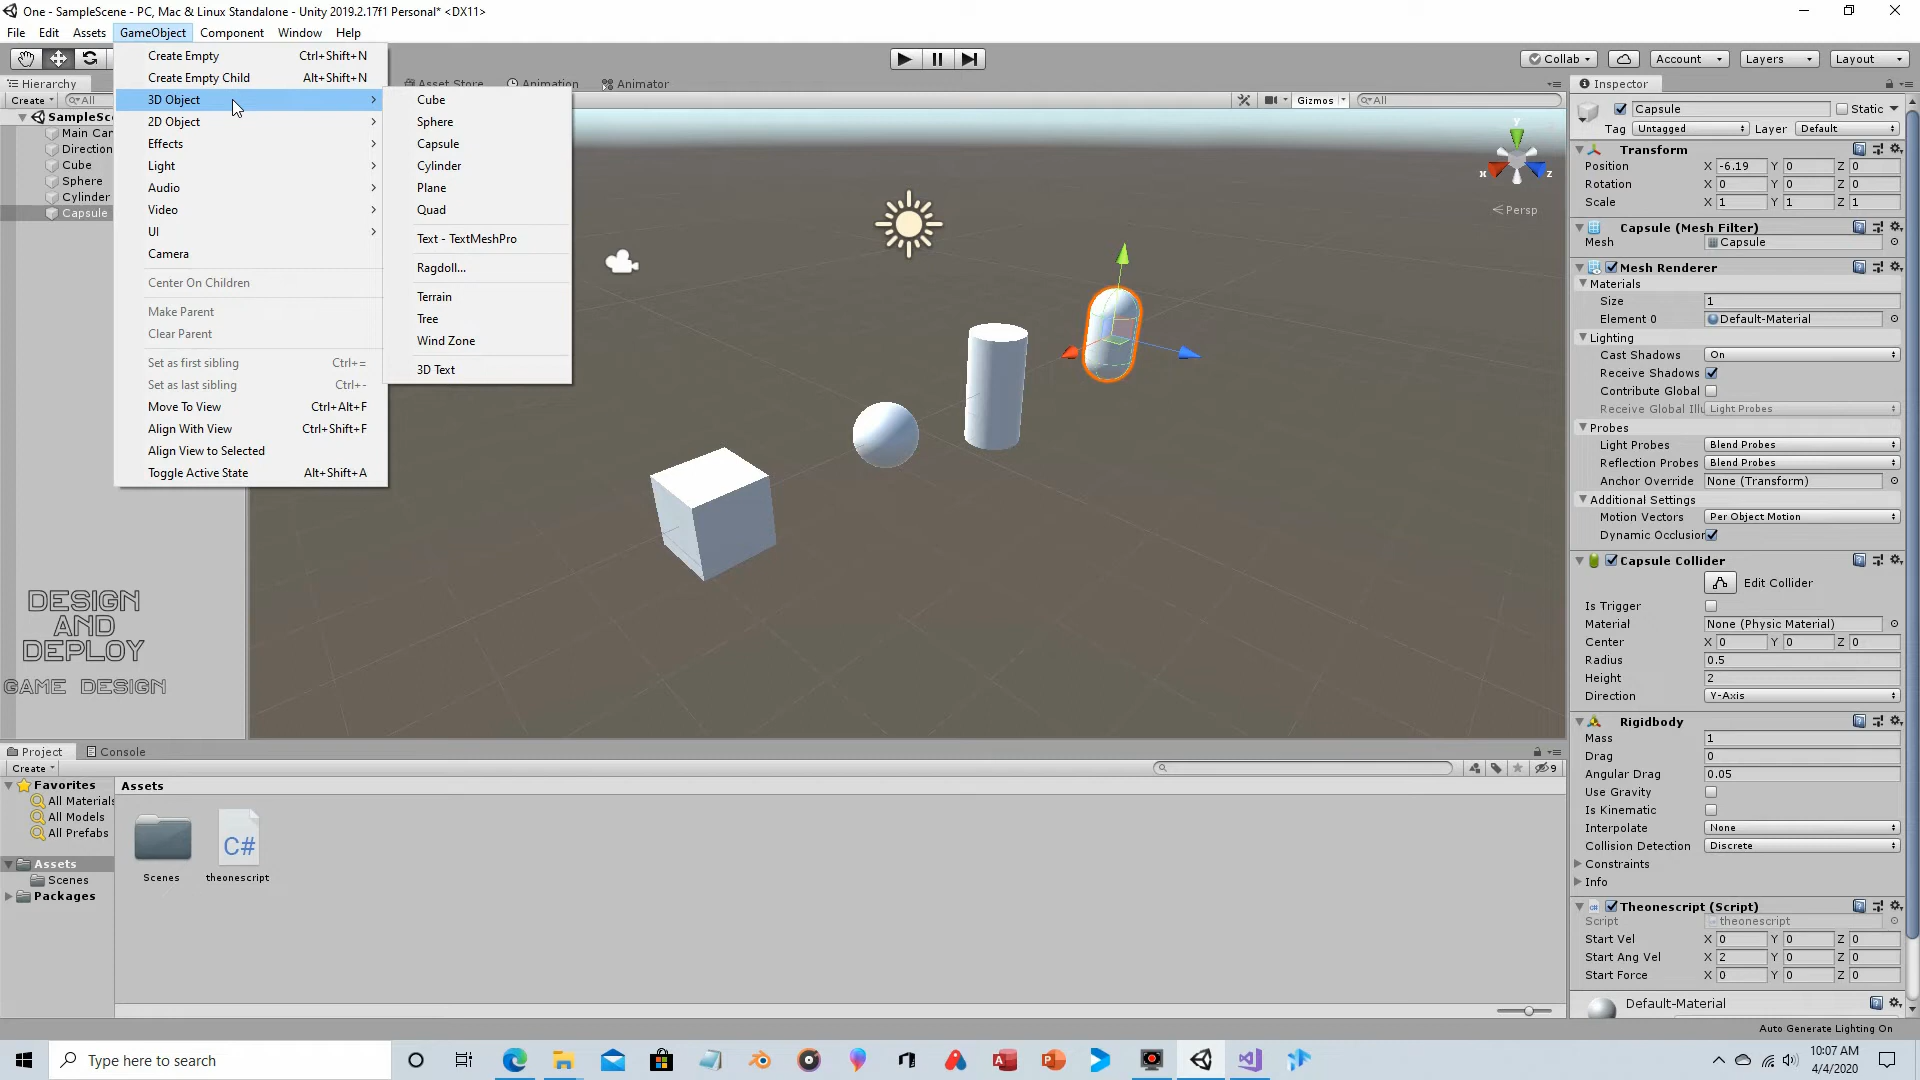 One - SampleScene - PC, Mac & Linux Standalone - Unity 2019.2.17f1 Personal* <DX11>
File Edit Assets GameObject Component Window Help
Collab Account Layers Layout
Hierarchy
Create All
SampleSce
Main Car
Direction
Cube
Sphere
Cylinder
Capsule
Create Empty Ctrl+Shift+N
Create Empty Child Alt+Shift+N
3D Object
2D Object
Effects
Light
Audio
Video
UI
Camera
Center On Children
Make Parent
Clear Parent
Set as first sibling Ctrl+=
Set as last sibling Ctrl+-
Move To View Ctrl+Alt+F
Align With View Ctrl+Shift+F
Align View to Selected
Toggle Active State Alt+Shift+A
Cube
Sphere
Capsule
Cylinder
Plane
Quad
Text - TextMeshPro
Ragdoll...
Terrain
Tree
Wind Zone
3D Text
Asset Store Animation Animator
Gizmos All
y
x z
Persp
DESIGN
AND
DEPLOY
GAME DESIGN
Inspector
Capsule Static
Tag Untagged Layer Default
Transform
Position X -6.19 Y 0 Z 0
Rotation X 0 Y 0 Z 0
Scale X 1 Y 1 Z 1
Capsule (Mesh Filter)
Mesh Capsule
Mesh Renderer
Materials
Size 1
Element 0 Default-Material
Lighting
Cast Shadows On
Receive Shadows
Contribute Global
Receive Global Illu Light Probes
Probes
Light Probes Blend Probes
Reflection Probes Blend Probes
Anchor Override None (Transform)
Additional Settings
Motion Vectors Per Object Motion
Dynamic Occlusion
Capsule Collider
Edit Collider
Is Trigger
Material None (Physic Material)
Center X 0 Y 0 Z 0
Radius 0.5
Height 2
Direction Y-Axis
Rigidbody
Mass 1
Drag 0
Angular Drag 0.05
Use Gravity
Is Kinematic
Interpolate None
Collision Detection Discrete
Constraints
Info
Theonescript (Script)
Script theonescript
Start Vel X 0 Y 0 Z 0
Start Ang Vel X 2 Y 0 Z 0
Start Force X 0 Y 0 Z 0
Default-Material
Project Console
Create 9
Favorites
All Materials
All Models
All Prefabs
Assets
Scenes
Packages
Assets
C#
Scenes theonescript
Auto Generate Lighting On
Type here to search
10:07 AM
4/4/2020